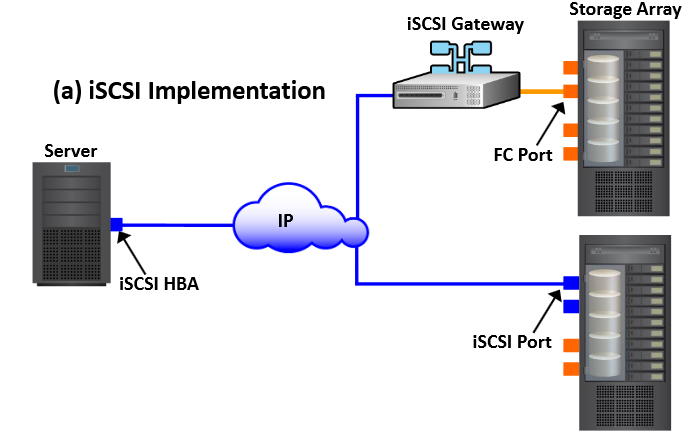 Storage Array
iSCSI Gateway
(a) iSCSI Implementation
FC Port
Server
IP
iSCSI HBA
iSCSI Port